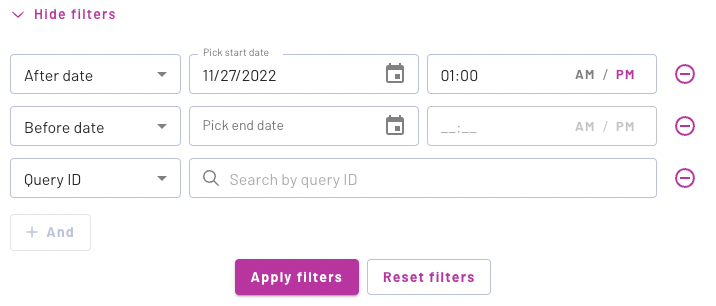 Hide filters
Pick start date
After date 11/27/2022 01:00 AM / PM
Before date Pick end date __:__ AM / PM
Query ID Search by query ID
+ And
Apply filters Reset filters